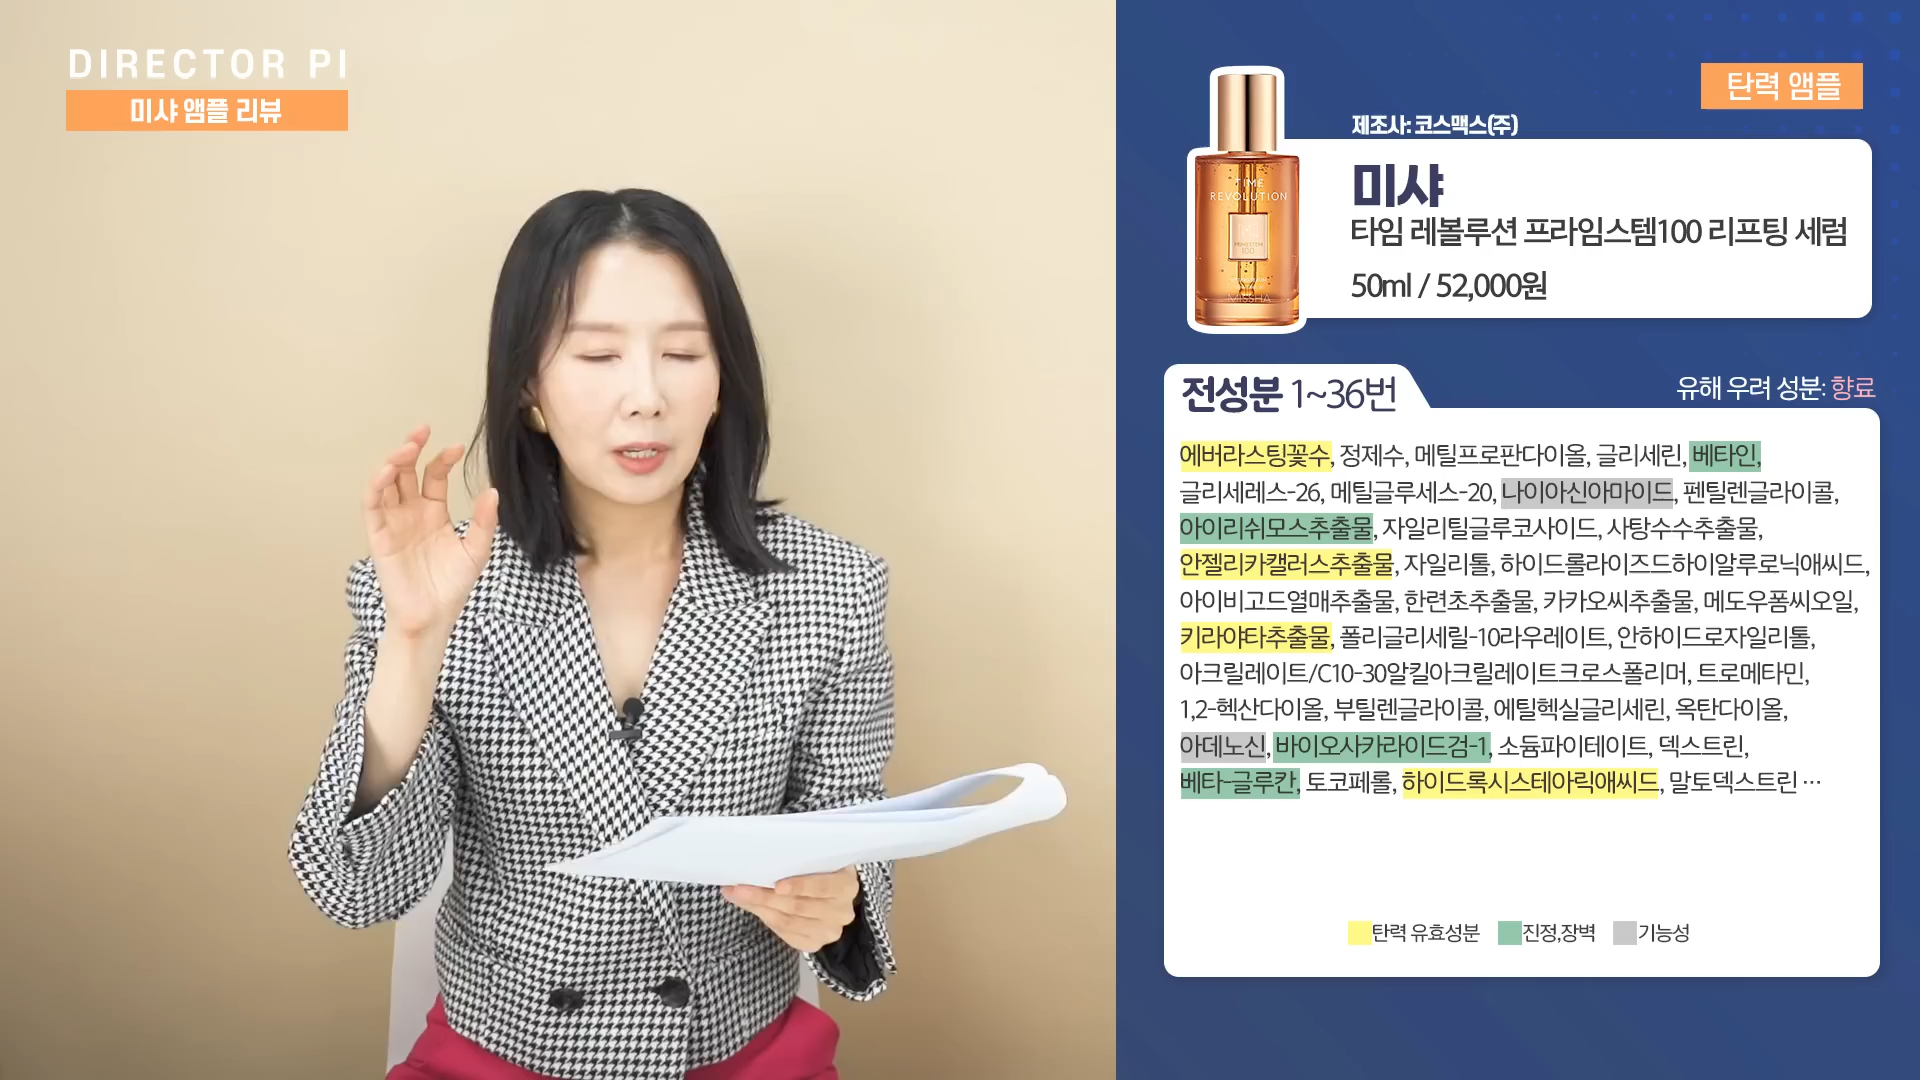 DIRECTOR PI
미샤 앰플 리뷰
탄력 앰플
제조사: 코스맥스(주)
미샤
타임 레볼루션 프라임스템100 리프팅 세럼
50ml / 52,000원
TIME
REVOLUTION
100
MISSHA
전성분 1~36번
유해 우려 성분: 향료
에버라스팅꽃수, 정제수, 메틸프로판다이올, 글리세린, 베타인,
글리세레스-26, 메틸글루세스-20, 나이아신아마이드, 펜틸렌글라이콜,
아이리쉬모스추출물, 자일리틸글루코사이드, 사탕수수추출물,
안젤리카캘러스추출물, 자일리톨, 하이드롤라이즈드하이알루로닉애씨드,
아이비고드열매추출물, 한련초추출물, 카카오씨추출물, 메도우폼씨오일,
키라야타추출물, 폴리글리세릴-10라우레이트, 안하이드로자일리톨,
아크릴레이트/C10-30알킬아크릴레이트크로스폴리머, 트로메타민,
1,2-헥산다이올, 부틸렌글라이콜, 에틸헥실글리세린, 옥탄다이올,
아데노신, 바이오사카라이드검-1, 소듐파이테이트, 덱스트린,
베타-글루칸, 토코페롤, 하이드록시스테아릭애씨드, 말토덱스트린 …
탄력 유효성분 진정,장벽 기능성